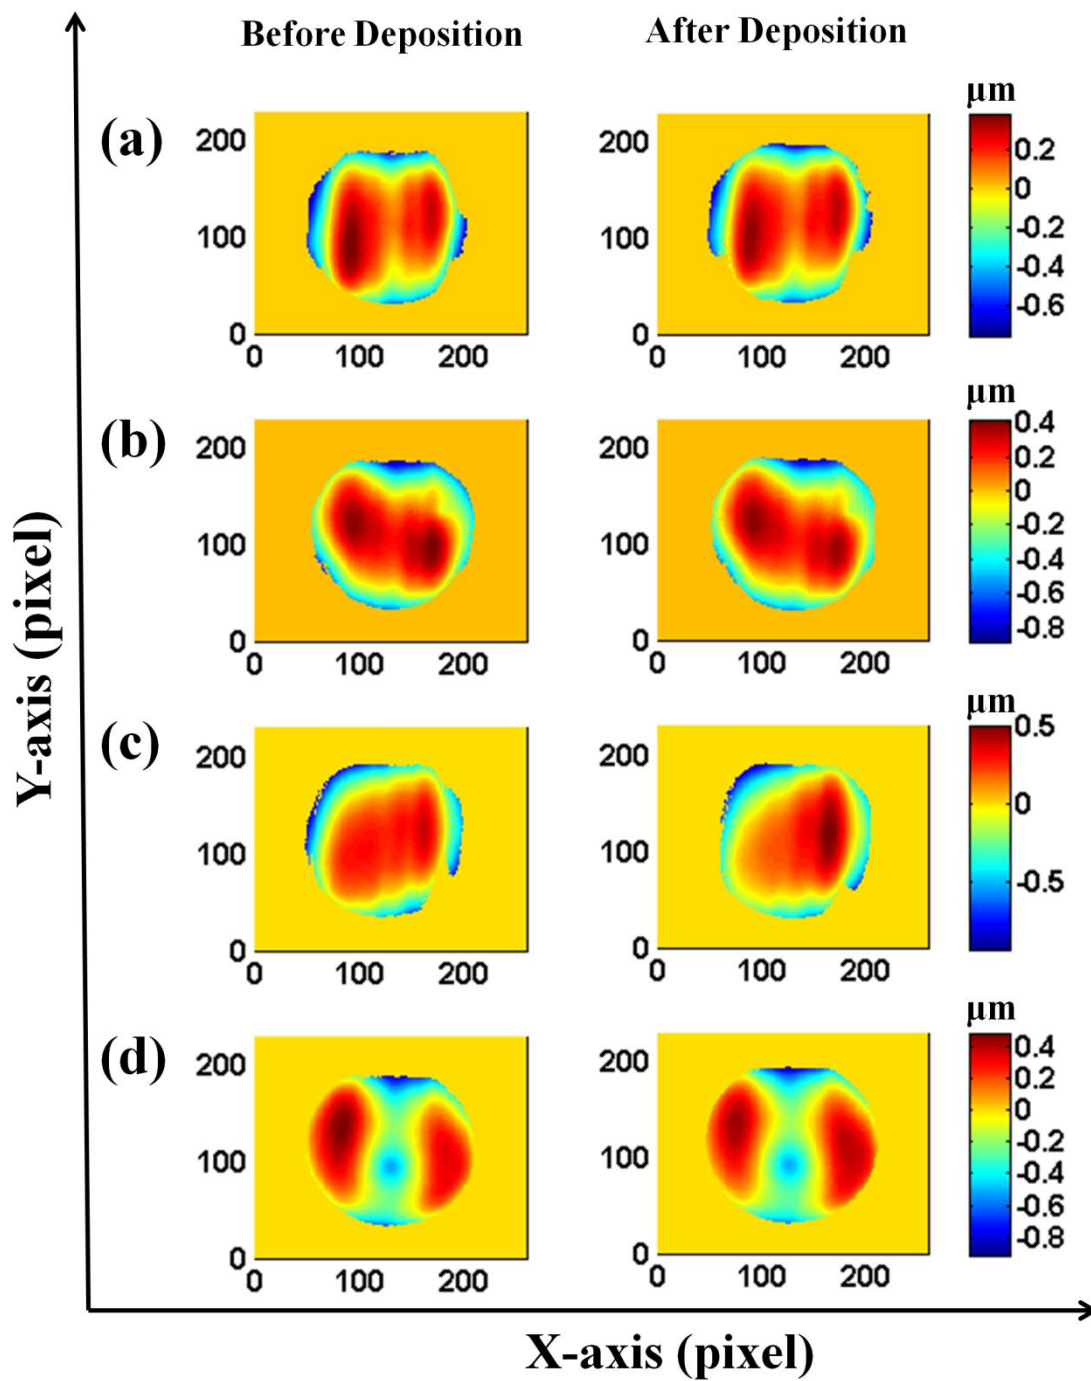 Before Deposition After Deposition
(a) 200 100 0 0 100 200 200 100 0 0 100 200 µm 0.2 0 -0.2 -0.4 -0.6
(b) 200 100 0 0 100 200 200 100 0 0 100 200 µm 0.4 0.2 0 -0.2 -0.4 -0.6 -0.8
(c) 200 100 0 0 100 200 200 100 0 0 100 200 µm 0.5 0 -0.5
(d) 200 100 0 0 100 200 200 100 0 0 100 200 µm 0.4 0.2 0 -0.2 -0.4 -0.6 -0.8
Y-axis (pixel)
X-axis (pixel)